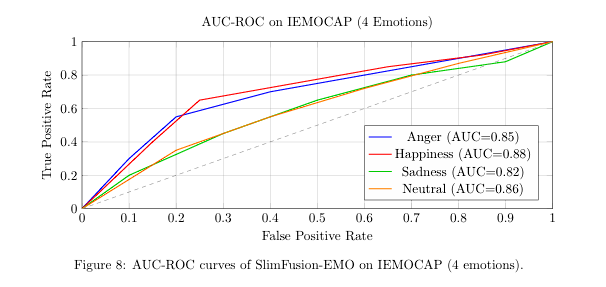 AUC-ROC on IEMOCAP (4 Emotions)
1
0.8
0.6
0.4
0.2
0
True Positive Rate
Anger (AUC=0.85)
Happiness (AUC=0.88)
Sadness (AUC=0.82)
Neutral (AUC=0.86)
0 0.1 0.2 0.3 0.4 0.5 0.6 0.7 0.8 0.9 1
False Positive Rate
Figure 8: AUC-ROC curves of SlimFusion-EMO on IEMOCAP (4 emotions).